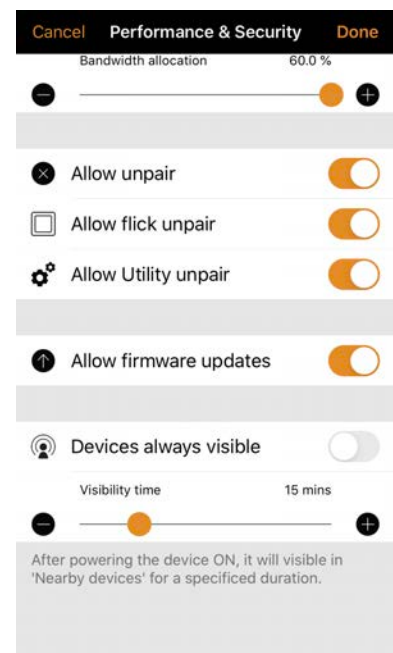 Cancel Performance & Security Done
Bandwidth allocation 60.0 %
Allow unpair
Allow flick unpair
Allow Utility unpair
Allow firmware updates
Devices always visible
Visibility time 15 mins
After powering the device ON, it will visible in
'Nearby devices' for a specificed duration.